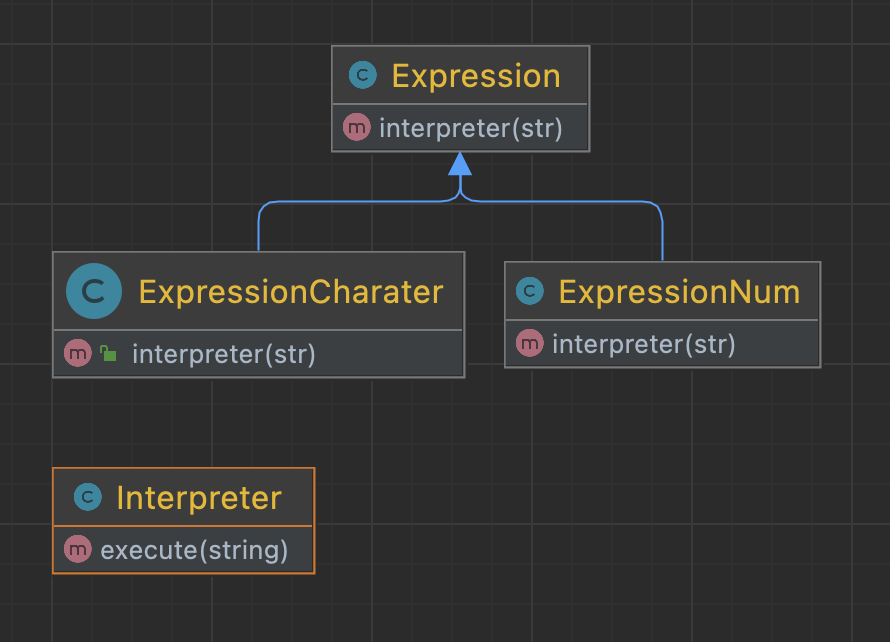 C Expression
m interpreter(str)
C ExpressionCharater
m interpreter(str)
C ExpressionNum
m interpreter(str)
C Interpreter
m execute(string)